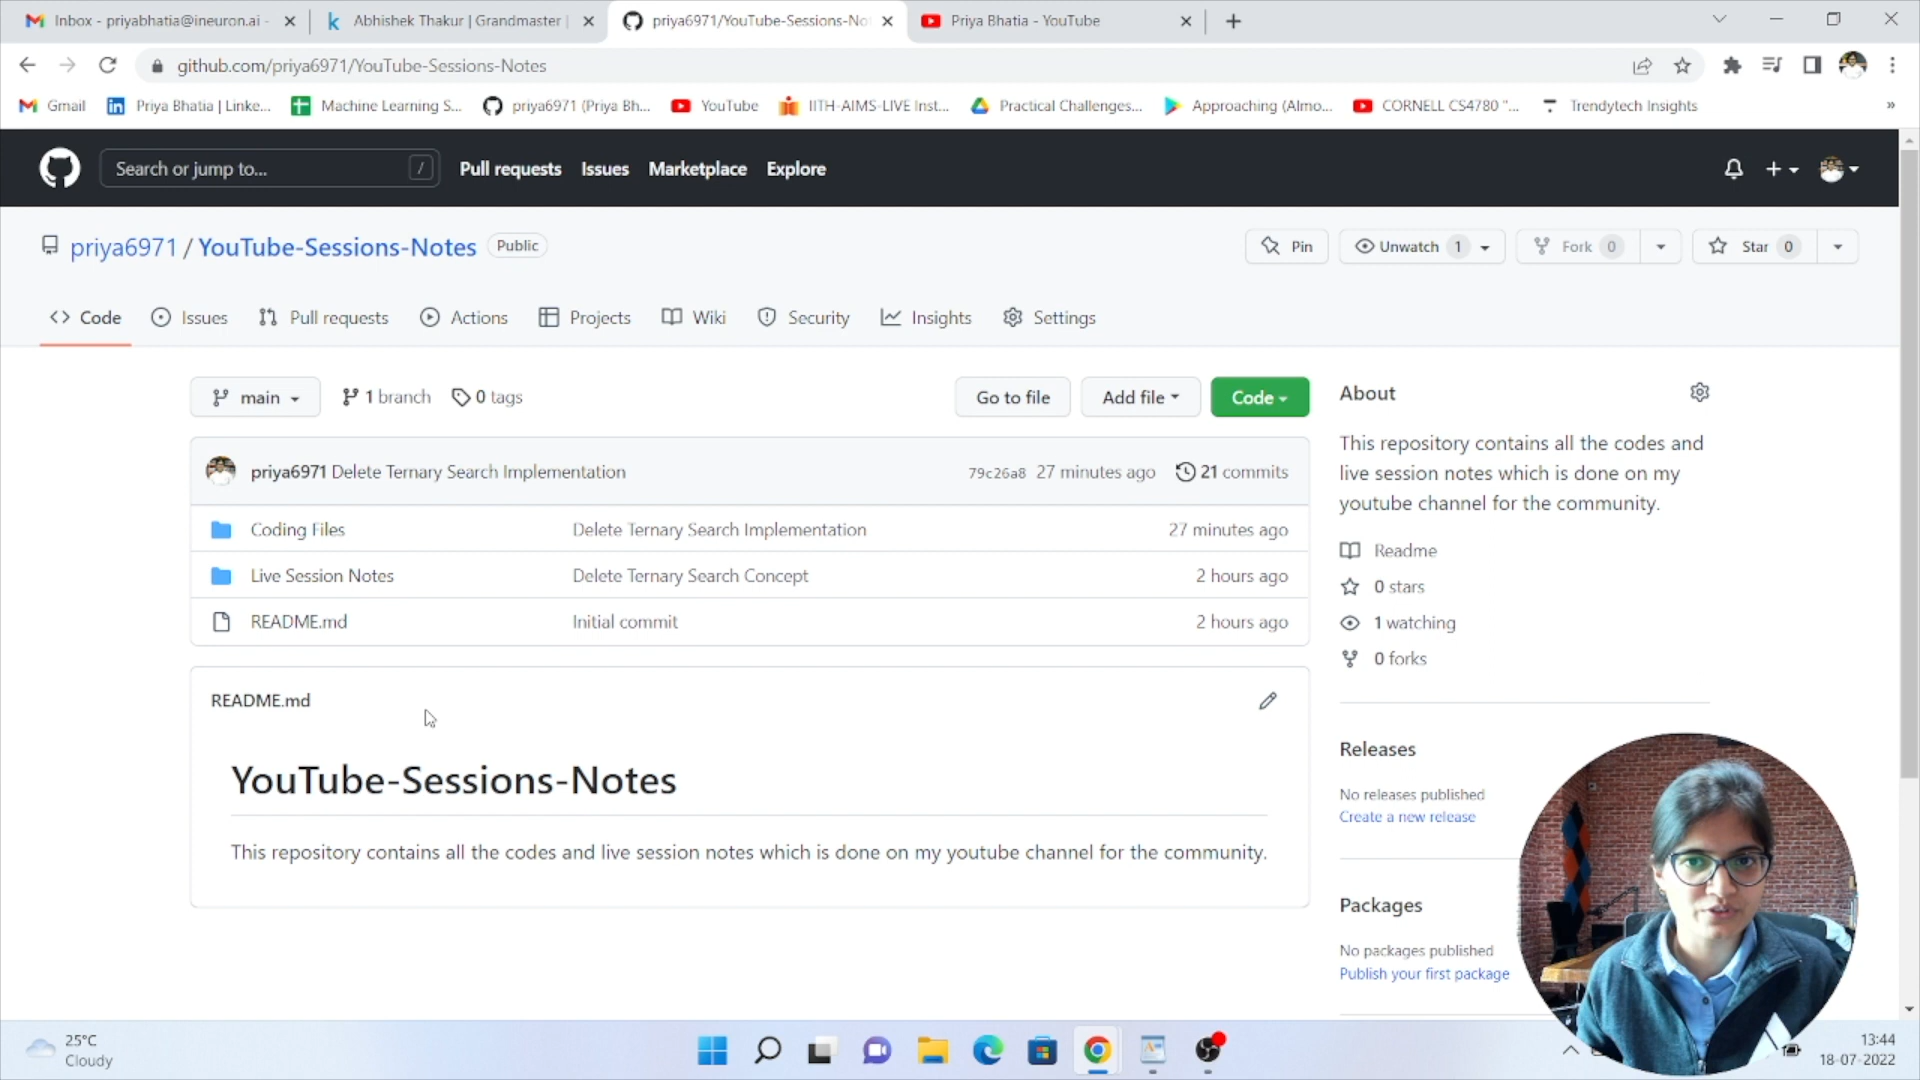 Inbox - priyabhatia@ineuron.ai -
Abhishek Thakur | Grandmaster |
priya6971/YouTube-Sessions-No
Priya Bhatia - YouTube
github.com/priya6971/YouTube-Sessions-Notes
Gmail
Priya Bhatia | Linke...
Machine Learning S...
priya6971 (Priya Bh...
YouTube
IITH-AIMS-LIVE Inst...
Practical Challenges...
Approaching (Almo...
CORNELL CS4780 "...
Trendytech Insights
»
Search or jump to... /
Pull requests
Issues
Marketplace
Explore
priya6971 / YouTube-Sessions-Notes Public
Pin
Unwatch 1
Fork 0
Star 0
Code
Issues
Pull requests
Actions
Projects
Wiki
Security
Insights
Settings
main
1 branch
0 tags
Go to file
Add file
Code
priya6971 Delete Ternary Search Implementation 79c26a8 27 minutes ago 21 commits
Coding Files Delete Ternary Search Implementation 27 minutes ago
Live Session Notes Delete Ternary Search Concept 2 hours ago
README.md Initial commit 2 hours ago
README.md
YouTube-Sessions-Notes
This repository contains all the codes and live session notes which is done on my youtube channel for the community.
About
This repository contains all the codes and
live session notes which is done on my
youtube channel for the community.
Readme
0 stars
1 watching
0 forks
Releases
No releases published
Create a new release
Packages
No packages published
Publish your first package
25°C
Cloudy
13:44
18-07-2022